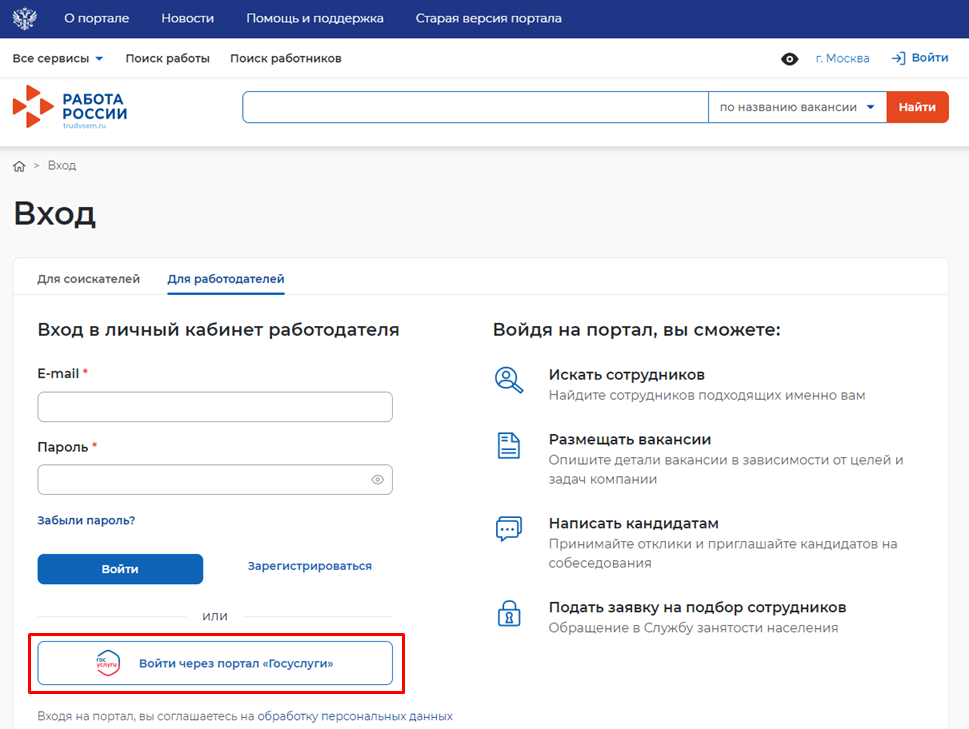 О портале Новости Помощь и поддержка Старая версия портала
Все сервисы Поиск работы Поиск работников г. Москва Войти
РАБОТА
РОССИИ
trudvsem.ru
по названию вакансии Найти
> Вход
Вход
Для соискателей Для работодателей
Вход в личный кабинет работодателя
E-mail *
Пароль *
Забыли пароль?
Войти Зарегистрироваться
или
гос
услуги
Войти через портал «Госуслуги»
Входя на портал, вы соглашаетесь на обработку персональных данных
Войдя на портал, вы сможете:
Искать сотрудников
Найдите сотрудников подходящих именно вам
Размещать вакансии
Опишите детали вакансии в зависимости от целей и
задач компании
Написать кандидатам
Принимайте отклики и приглашайте кандидатов на
собеседования
Подать заявку на подбор сотрудников
Обращение в Службу занятости населения